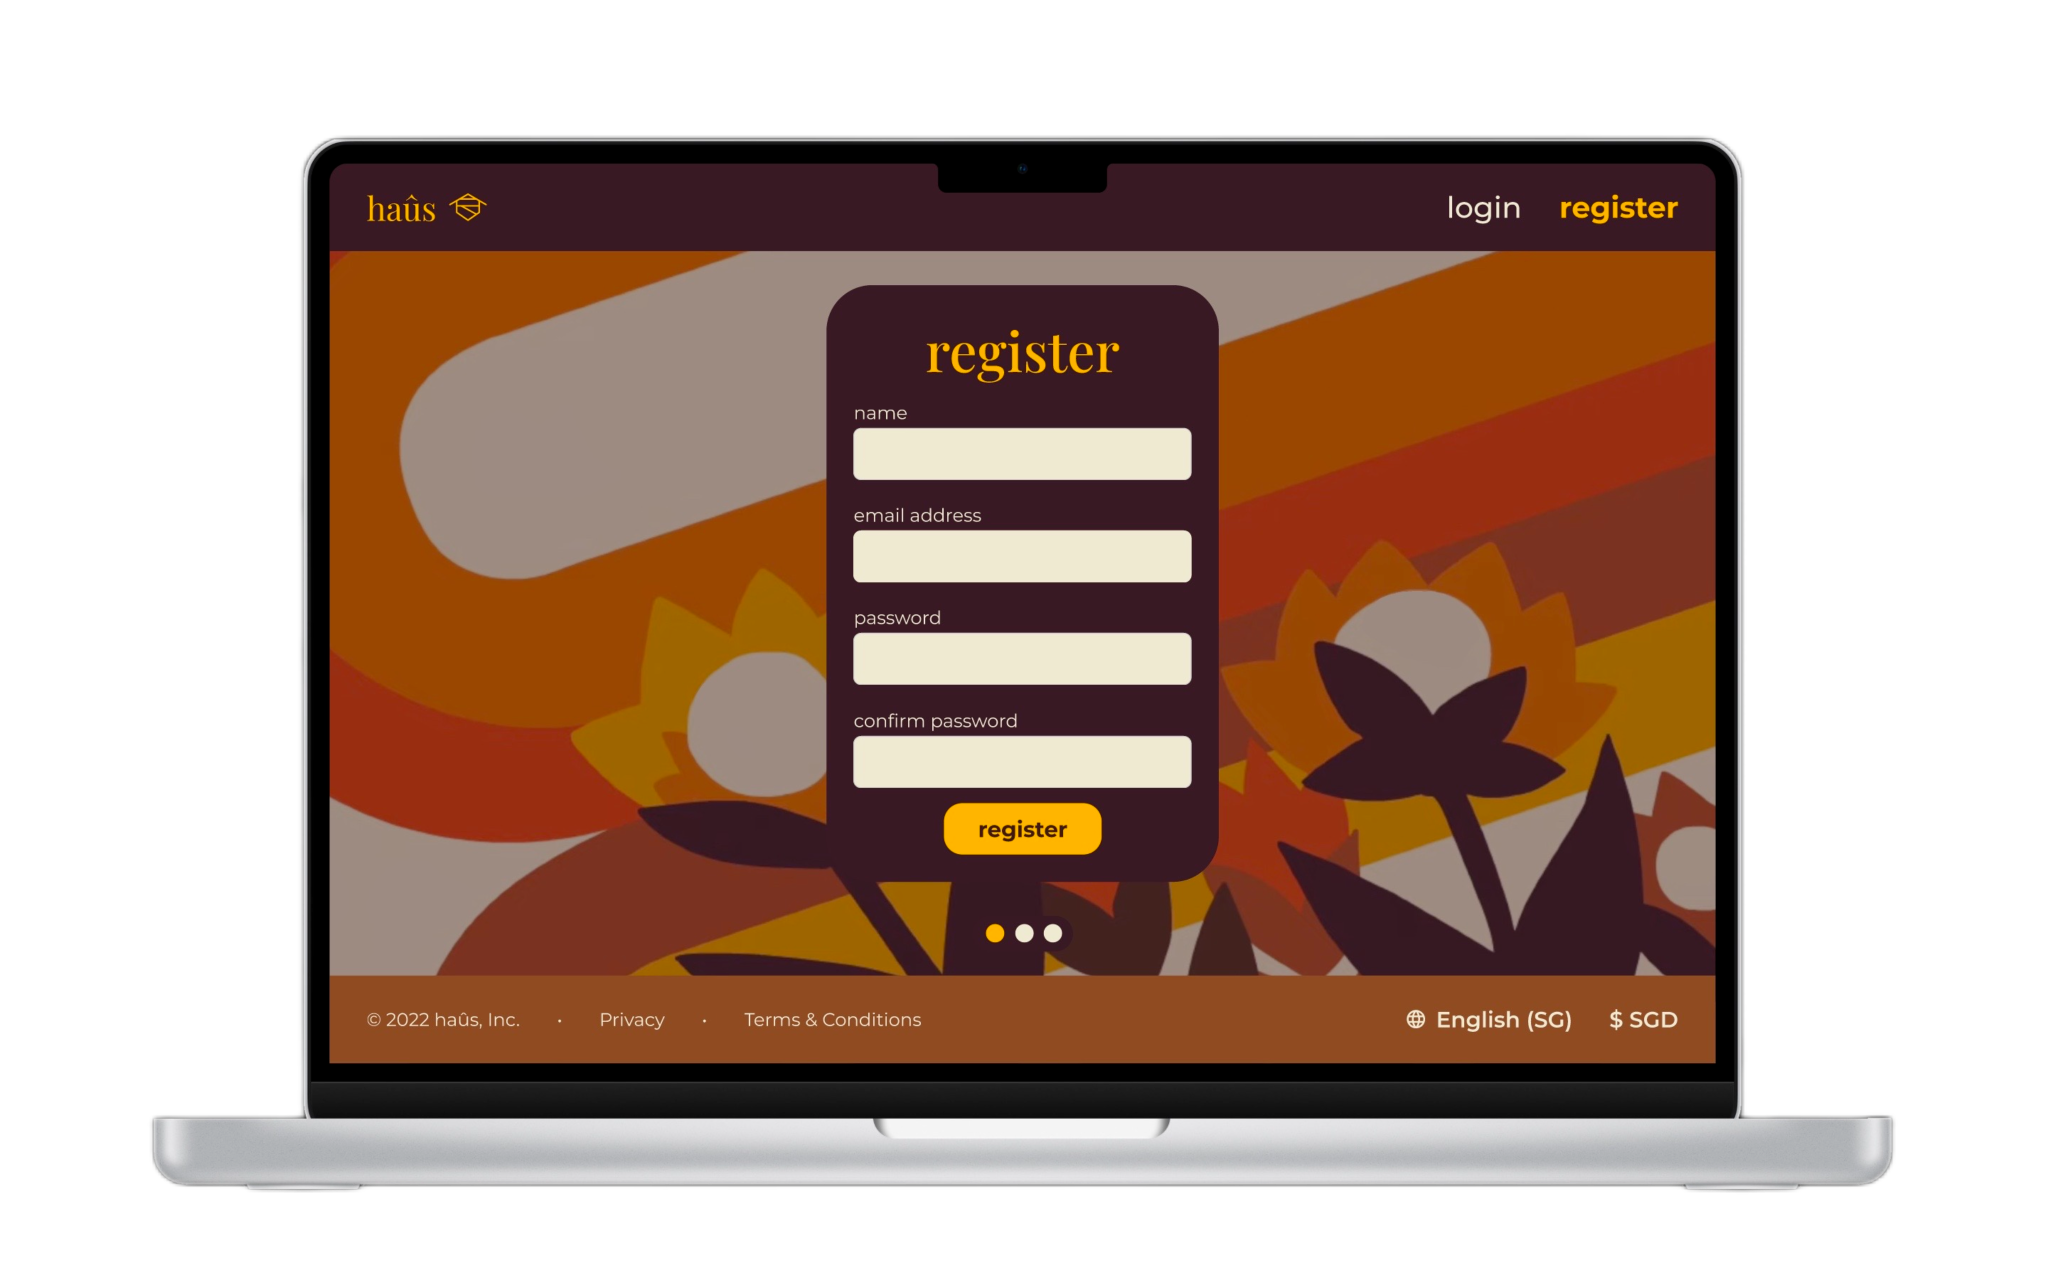 haûs
login register
register
name
email address
password
confirm password
register
© 2022 haûs, Inc. · Privacy · Terms & Conditions
English (SG) $ SGD